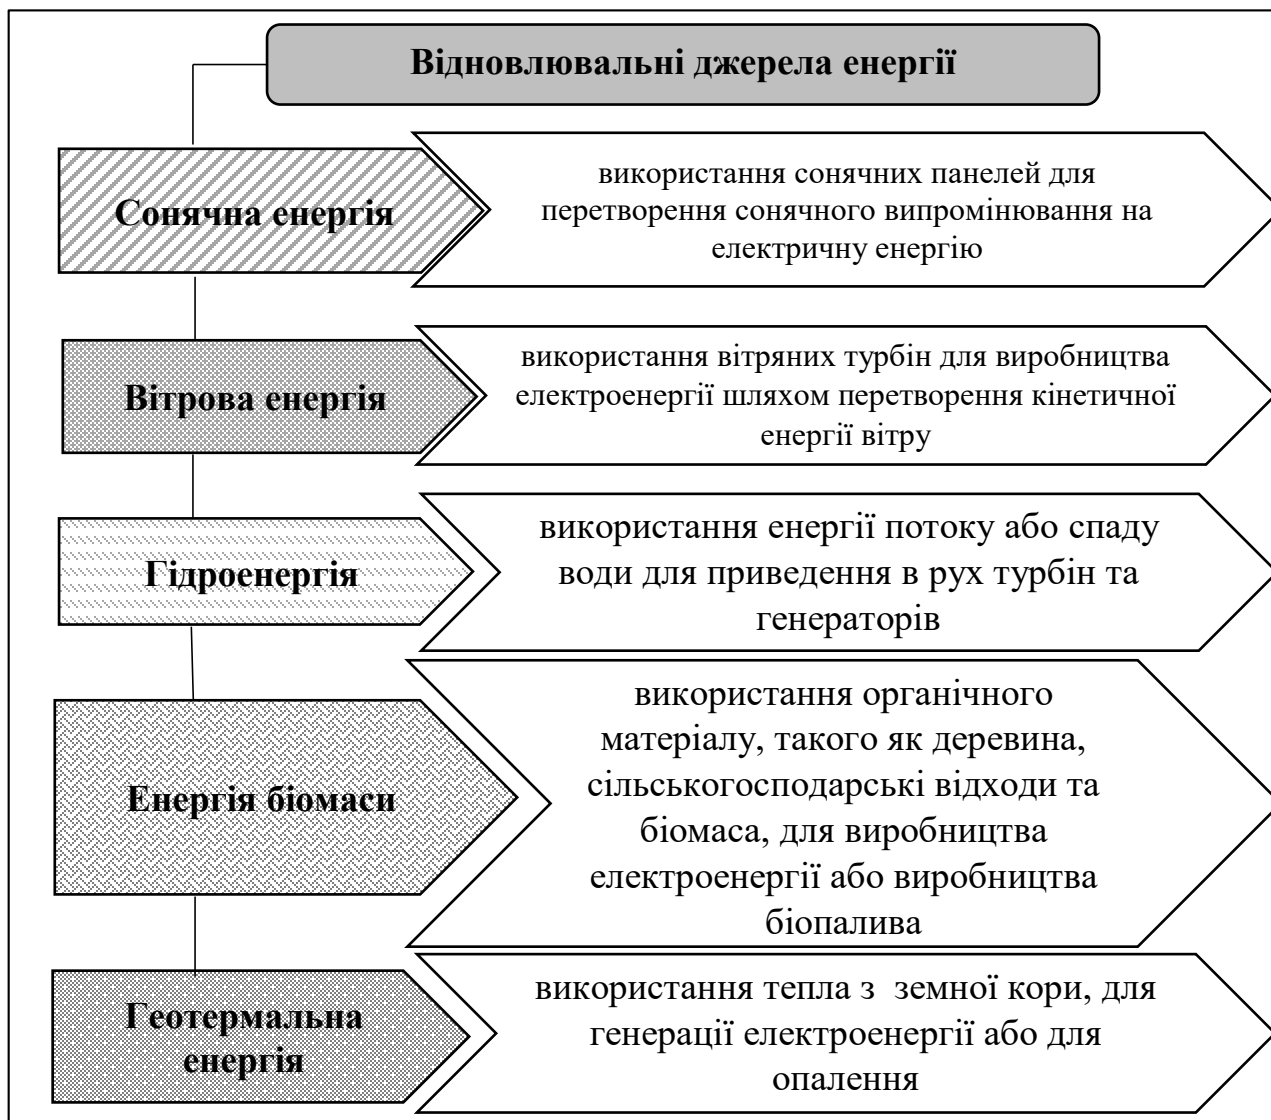 Відновлювальні джерела енергії
Сонячна енергія
використання сонячних панелей для
перетворення сонячного випромінювання на
електричну енергію
Вітрова енергія
використання вітряних турбін для виробництва
електроенергії шляхом перетворення кінетичної
енергії вітру
Гідроенергія
використання енергії потоку або спаду
води для приведення в рух турбін та
генераторів
Енергія біомаси
використання органічного
матеріалу, такого як деревина,
сільськогосподарські відходи та
біомаса, для виробництва
електроенергії або виробництва
біопалива
Геотермальна
енергія
використання тепла з  земної кори, для
генерації електроенергії або для
опалення